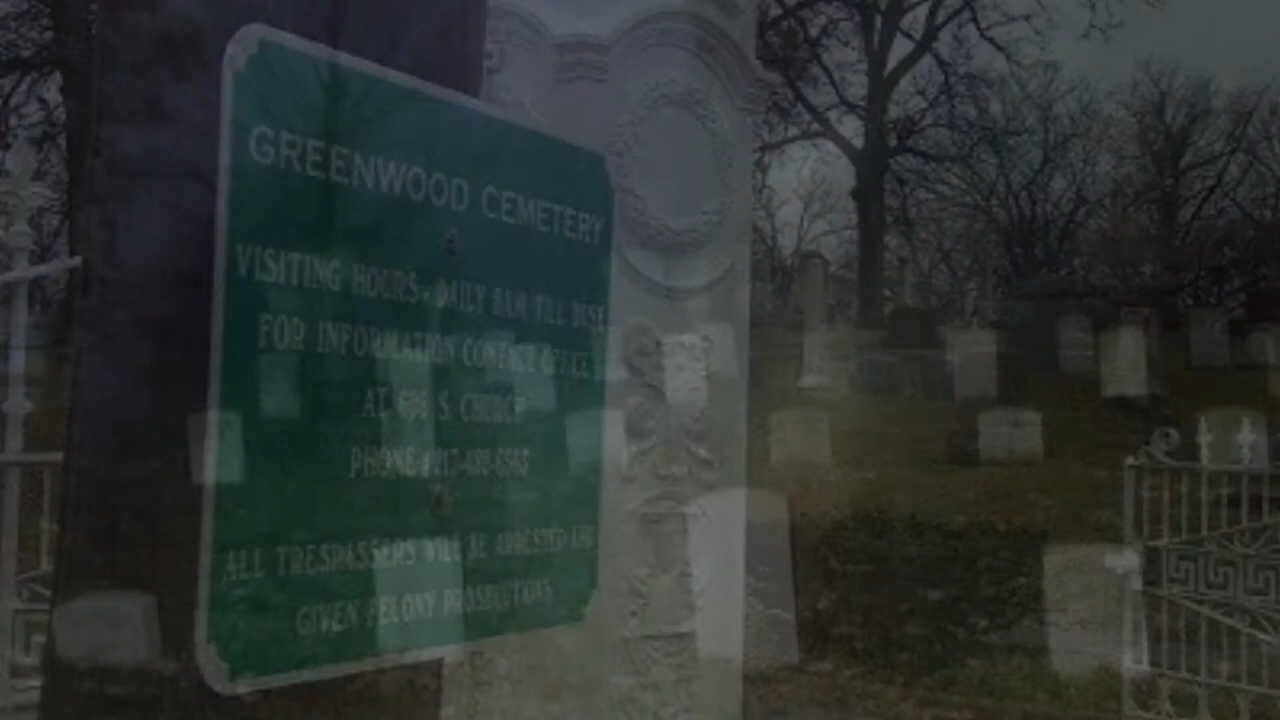 GREENWOOD CEMETERY
VISITING HOURS - DAILY 8AM TILL DUSK
FOR INFORMATION CONTACT OFFICE
AT 606 S. CHURCH
PHONE
ALL TRESPASSERS WILL BE ARRESTED AND
GIVEN FELONY PROSECUTIONS